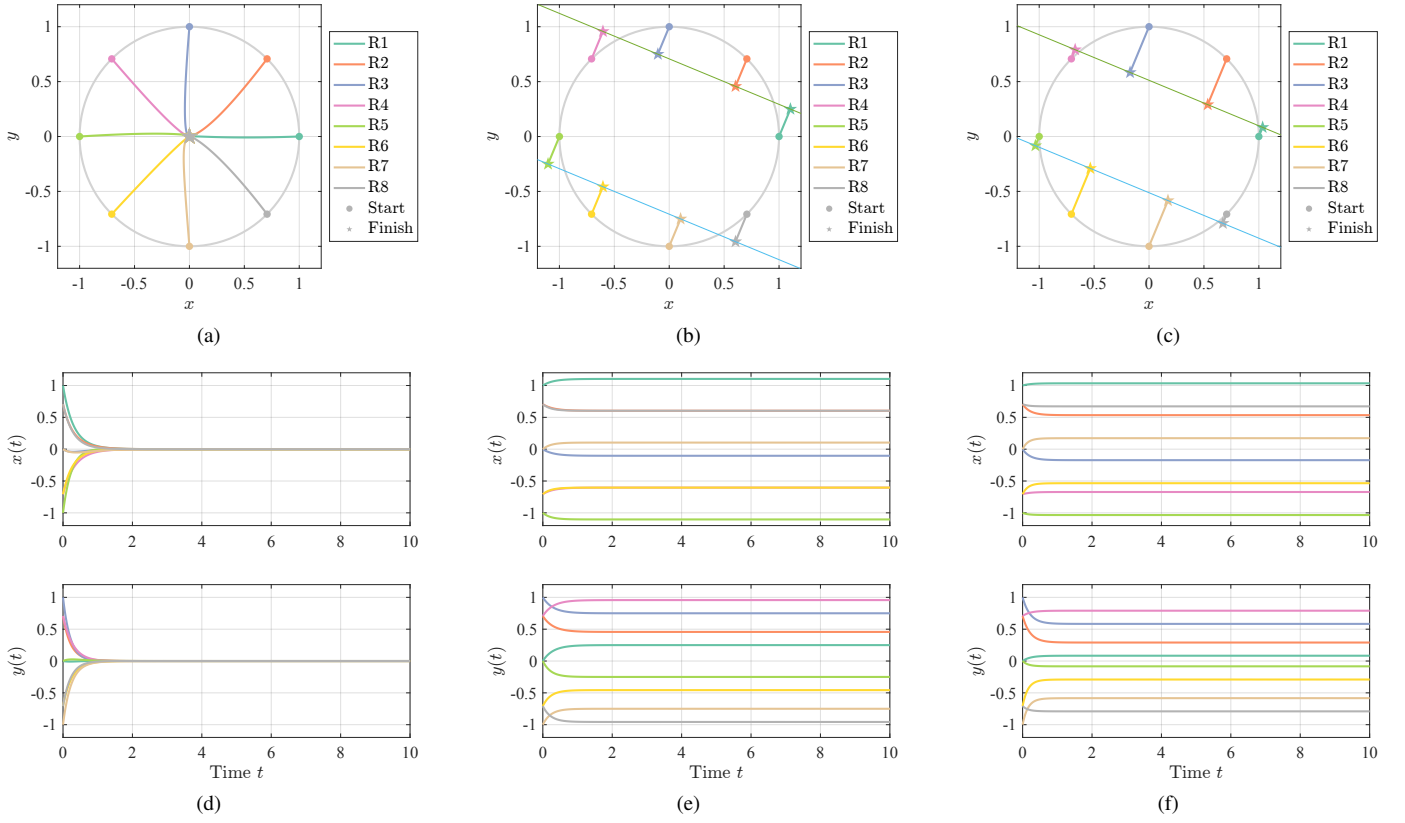 1
0.5
0
-0.5
-1
y
-1 -0.5 0 0.5 1
x
R1
R2
R3
R4
R5
R6
R7
R8
Start
Finish
(a)
1
0.5
0
-0.5
-1
y
-1 -0.5 0 0.5 1
x
R1
R2
R3
R4
R5
R6
R7
R8
Start
Finish
(b)
1
0.5
0
-0.5
-1
y
-1 -0.5 0 0.5 1
x
R1
R2
R3
R4
R5
R6
R7
R8
Start
Finish
(c)
1
0.5
0
-0.5
-1
x(t)
0 2 4 6 8 10
1
0.5
0
-0.5
-1
y(t)
0 2 4 6 8 10
Time t
(d)
1
0.5
0
-0.5
-1
x(t)
0 2 4 6 8 10
1
0.5
0
-0.5
-1
y(t)
0 2 4 6 8 10
Time t
(e)
1
0.5
0
-0.5
-1
x(t)
0 2 4 6 8 10
1
0.5
0
-0.5
-1
y(t)
0 2 4 6 8 10
Time t
(f)